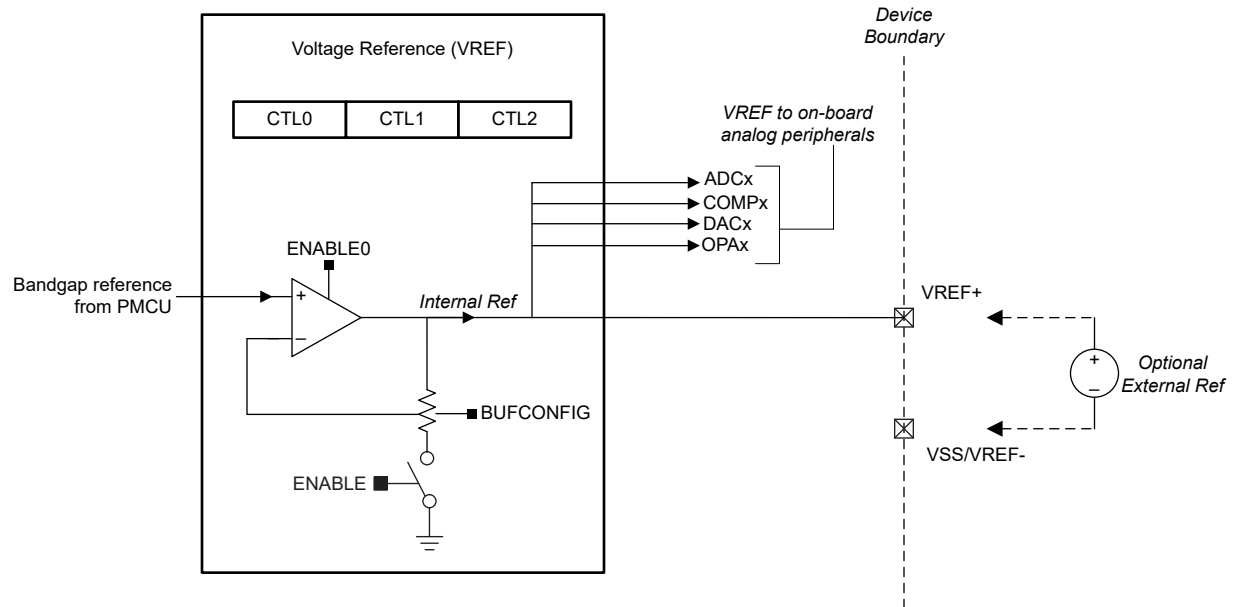 Device
Boundary
Voltage Reference (VREF)
CTL0
CTL1
CTL2
VREF to on-board
analog peripherals
ADCx
COMPx
DACx
OPAx
ENABLE0
Bandgap reference
from PMCU
+
−
Internal Ref
VREF+
+
−
Optional
External Ref
BUFCONFIG
VSS/VREF-
ENABLE